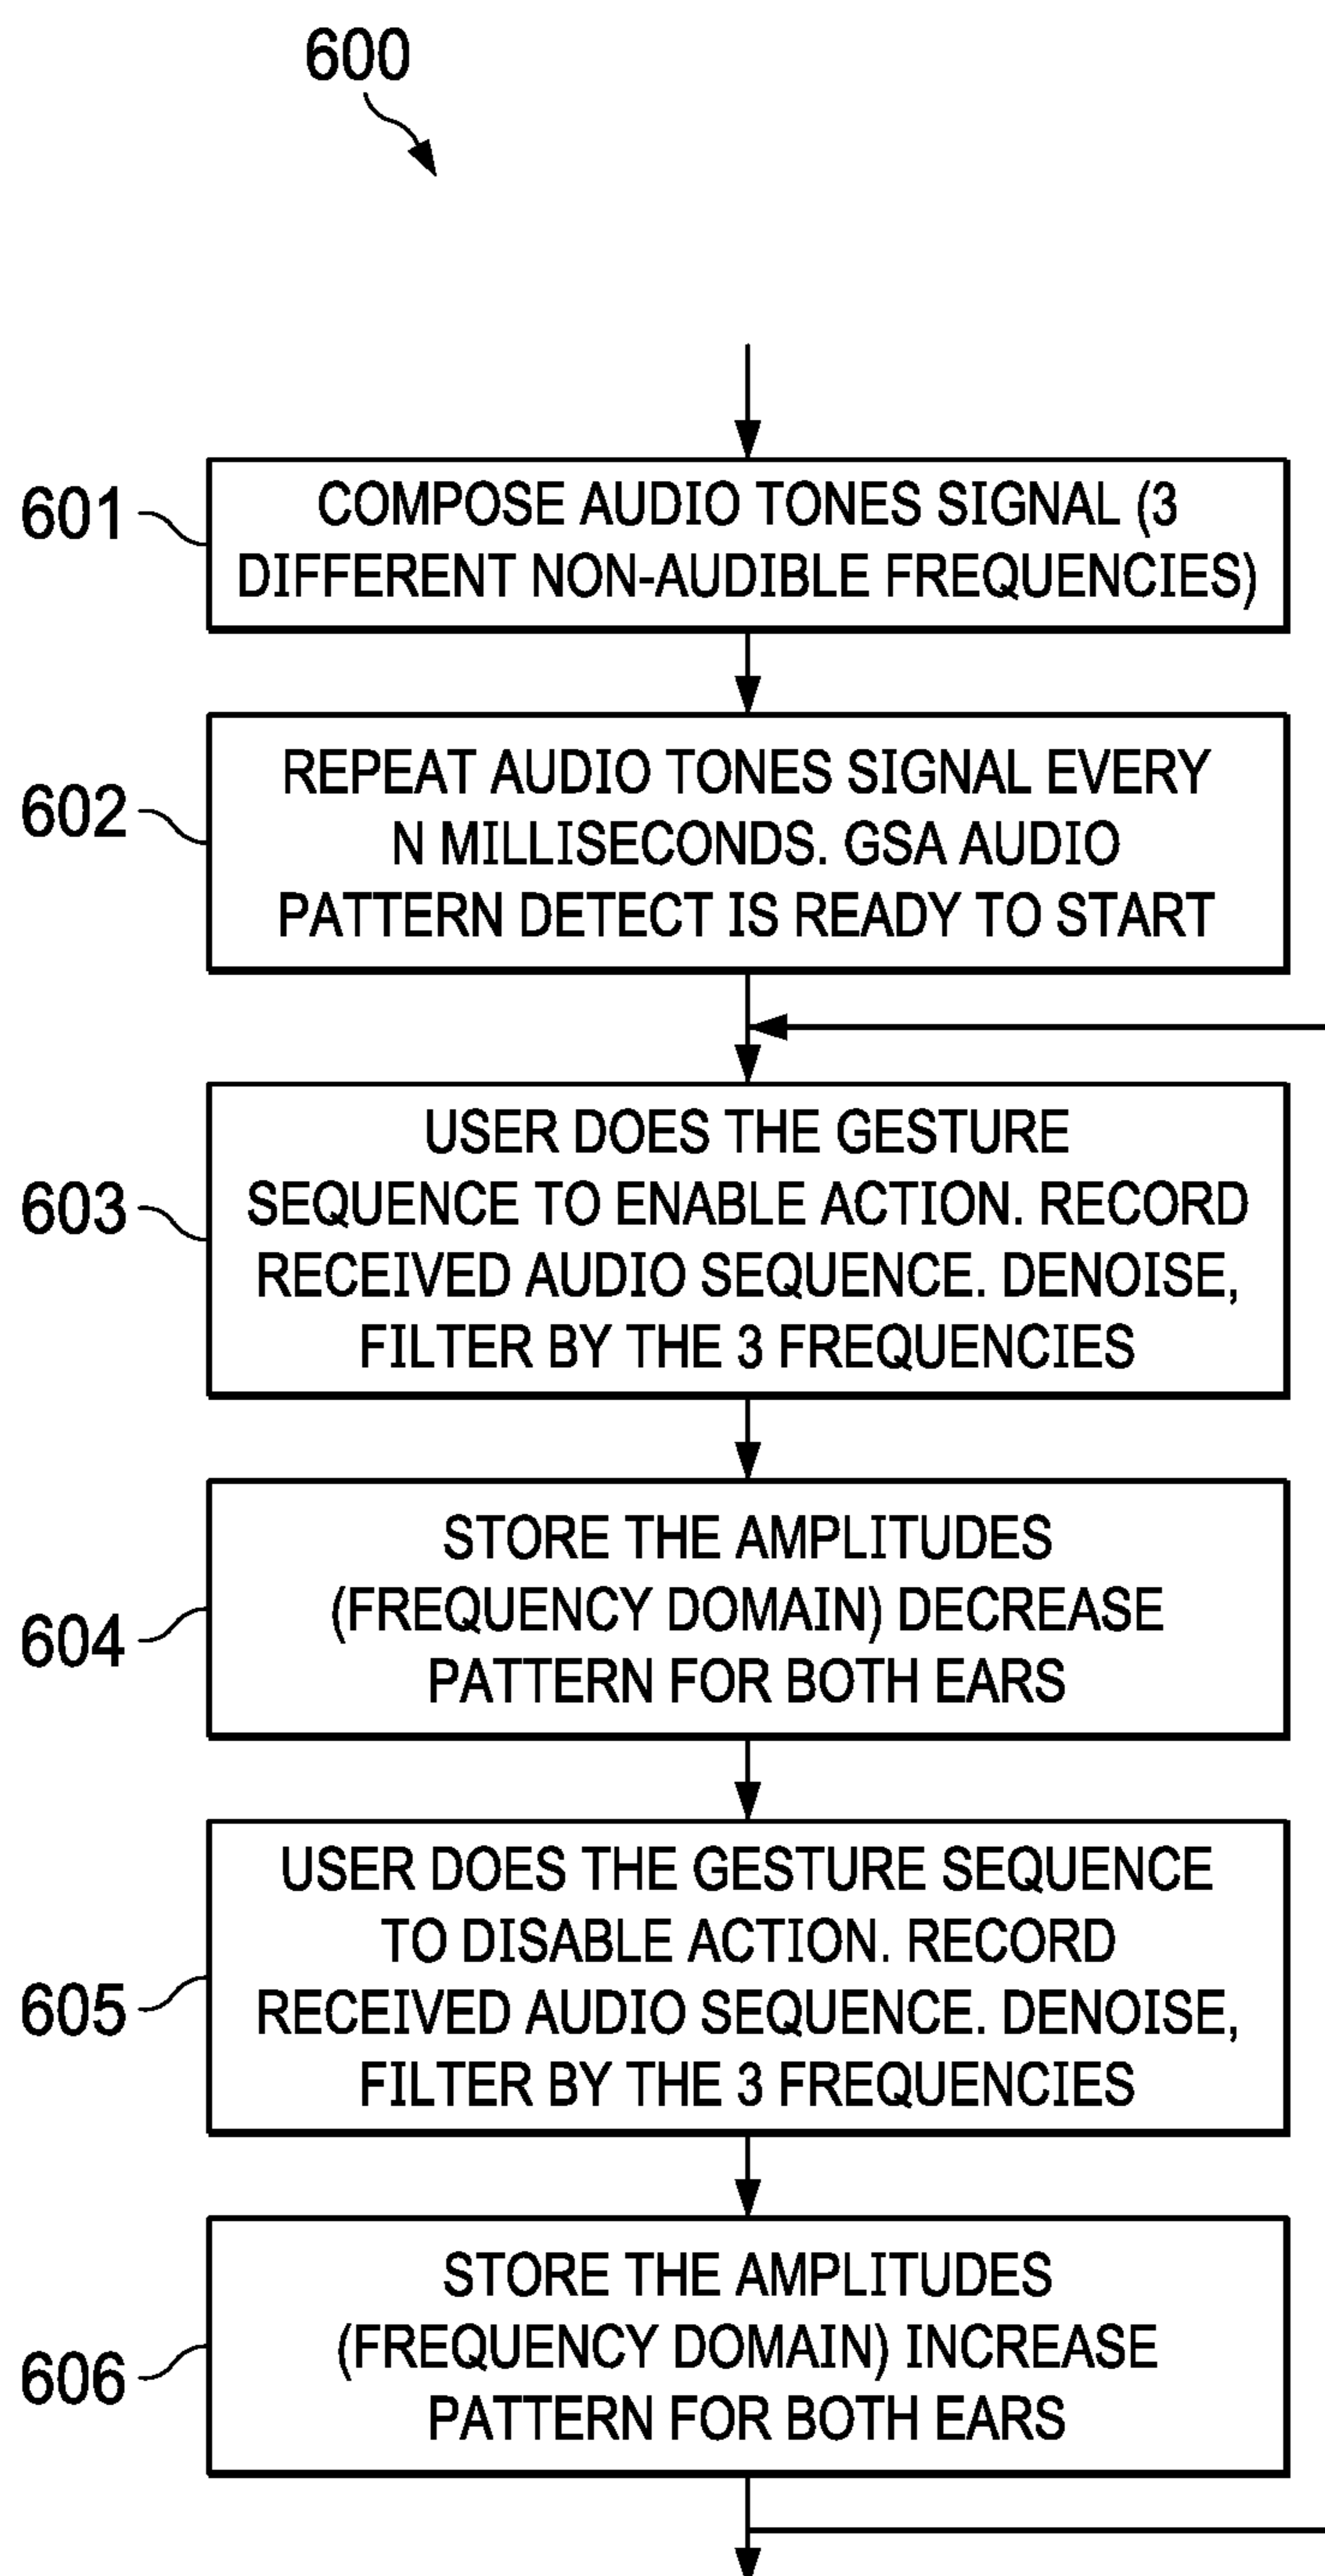 600
601
COMPOSE AUDIO TONES SIGNAL (3
DIFFERENT NON-AUDIBLE FREQUENCIES)
602
REPEAT AUDIO TONES SIGNAL EVERY
N MILLISECONDS. GSA AUDIO
PATTERN DETECT IS READY TO START
603
USER DOES THE GESTURE
SEQUENCE TO ENABLE ACTION. RECORD
RECEIVED AUDIO SEQUENCE. DENOISE,
FILTER BY THE 3 FREQUENCIES
604
STORE THE AMPLITUDES
(FREQUENCY DOMAIN) DECREASE
PATTERN FOR BOTH EARS
605
USER DOES THE GESTURE SEQUENCE
TO DISABLE ACTION. RECORD
RECEIVED AUDIO SEQUENCE. DENOISE,
FILTER BY THE 3 FREQUENCIES
606
STORE THE AMPLITUDES
(FREQUENCY DOMAIN) INCREASE
PATTERN FOR BOTH EARS